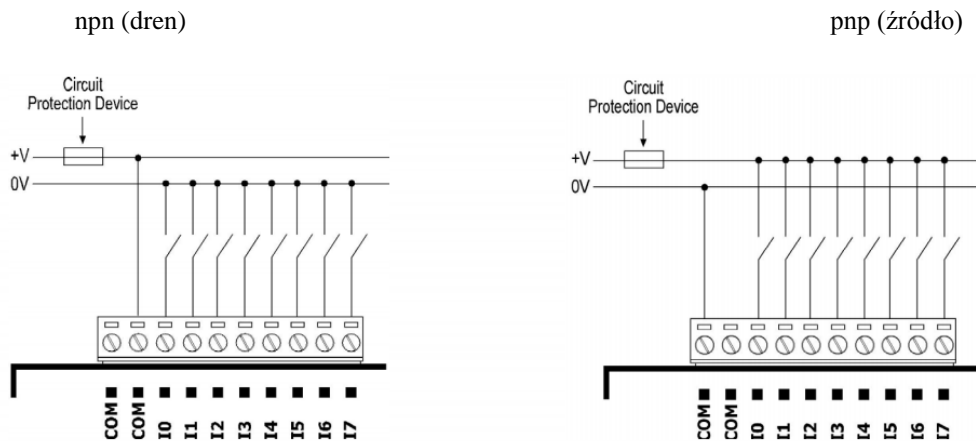 npn (dren)
pnp (źródło)
Circuit
Protection Device
+V
0V
COM
COM
I0
I1
I2
I3
I4
I5
I6
I7
Circuit
Protection Device
+V
0V
COM
COM
I0
I1
I2
I3
I4
I5
I6
I7